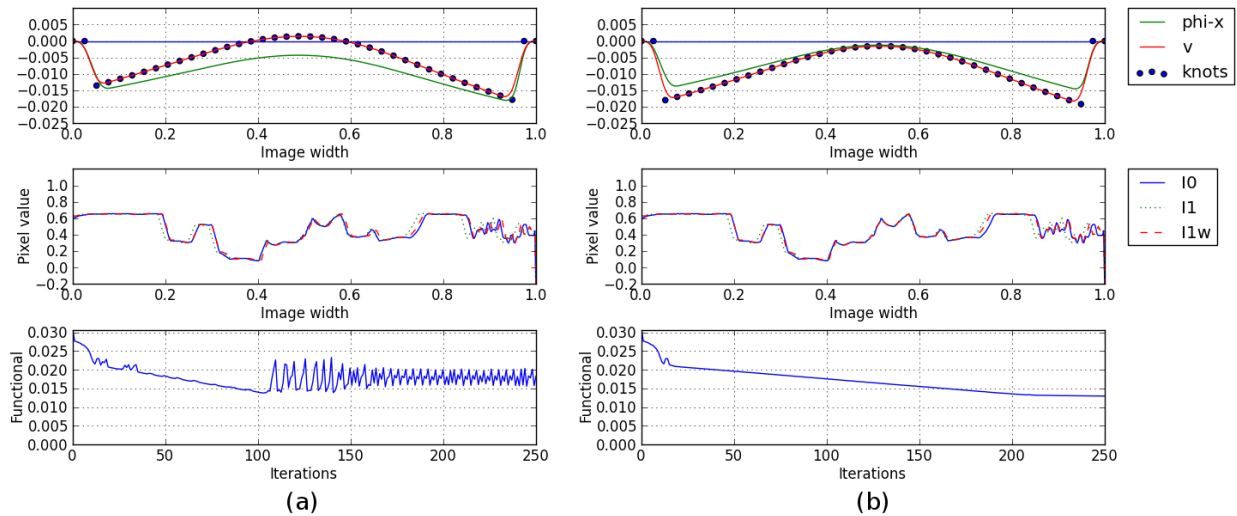 0.005
0.000
−0.005
−0.010
−0.015
−0.020
−0.025
0.0 0.2 0.4 0.6 0.8 1.0
Image width
0.005
0.000
−0.005
−0.010
−0.015
−0.020
−0.025
0.0 0.2 0.4 0.6 0.8 1.0
Image width
phi-x
v
knots
Pixel value
1.0
0.8
0.6
0.4
0.2
0.0
−0.2
0.0 0.2 0.4 0.6 0.8 1.0
Image width
Pixel value
1.0
0.8
0.6
0.4
0.2
0.0
−0.2
0.0 0.2 0.4 0.6 0.8 1.0
Image width
I0
I1
I1w
Functional
0.030
0.025
0.020
0.015
0.010
0.005
0.000
0 50 100 150 200 250
Iterations
Functional
0.030
0.025
0.020
0.015
0.010
0.005
0.000
0 50 100 150 200 250
Iterations
(a)
(b)